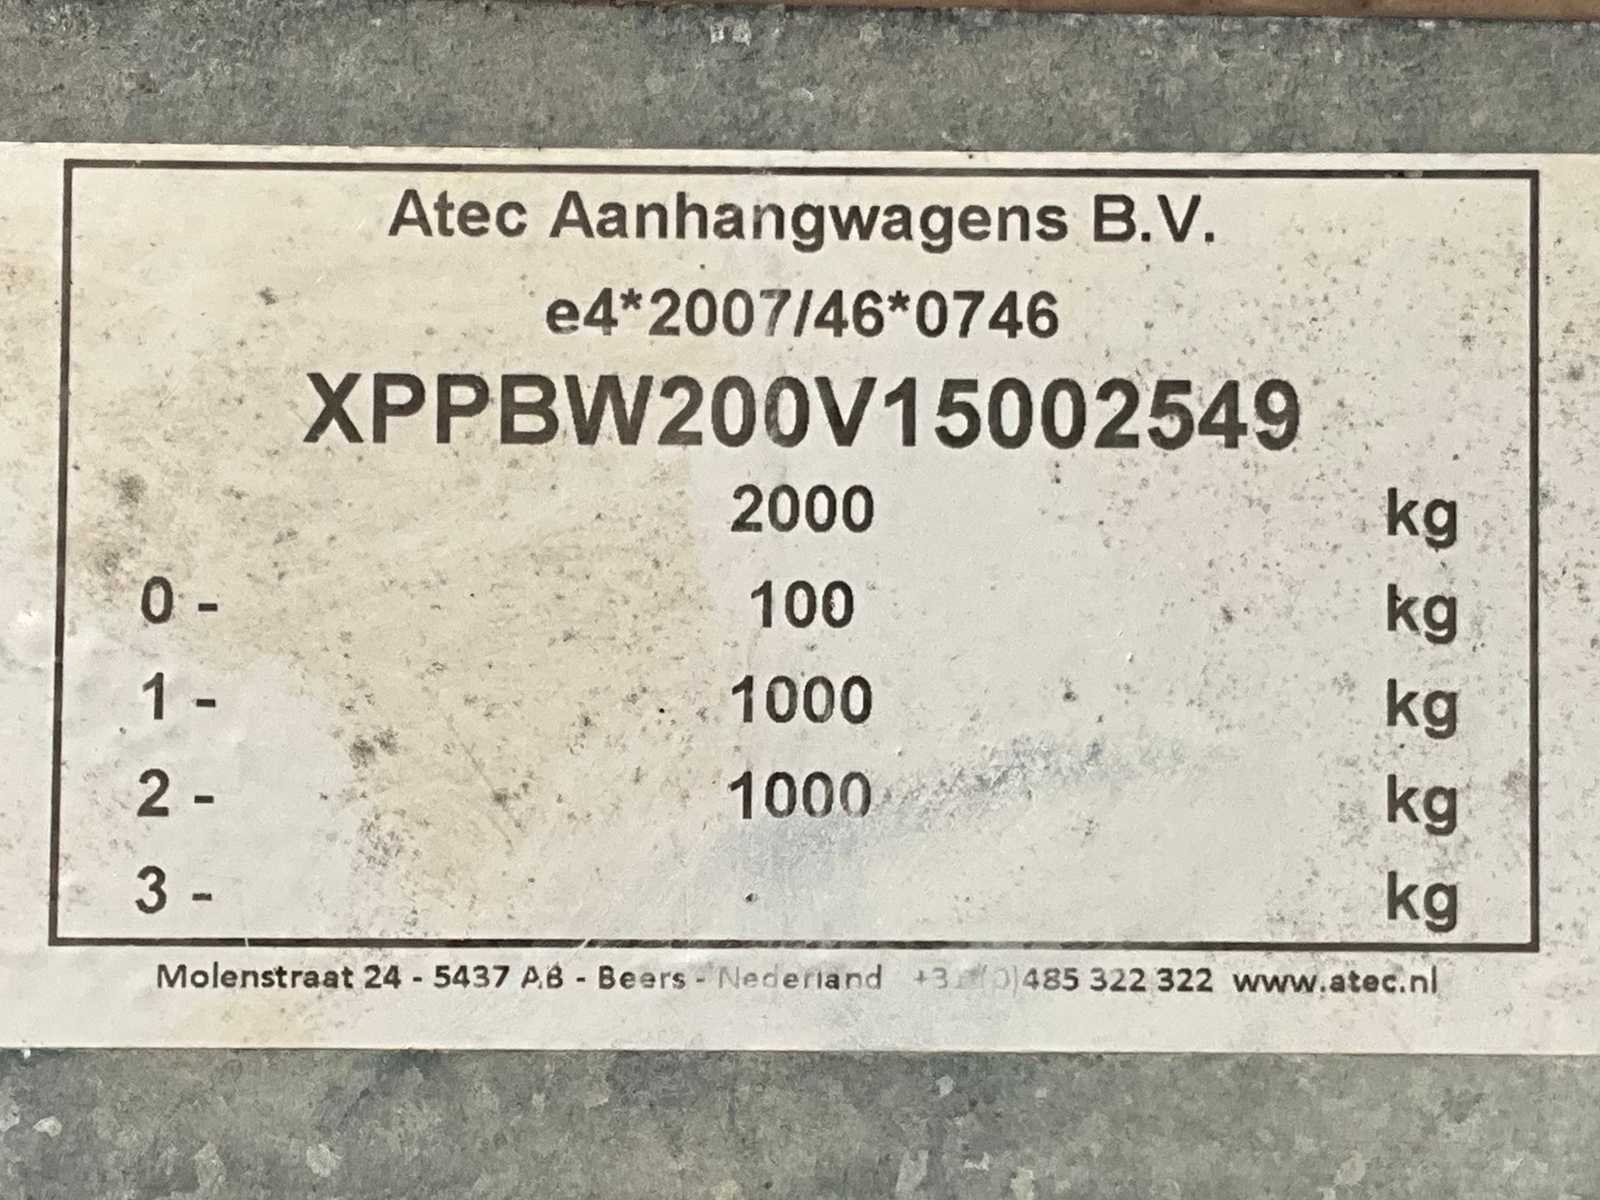 Atec Aanhangwagens B.V.
e4*2007/46*0746
XPPBW200V15002549
2000 kg
0 - 100 kg
1 - 1000 kg
2 - 1000 kg
3 - kg
Molenstraat 24 - 5437 AB - Beers - Nederland (0)485 322 322 www.atec.nl